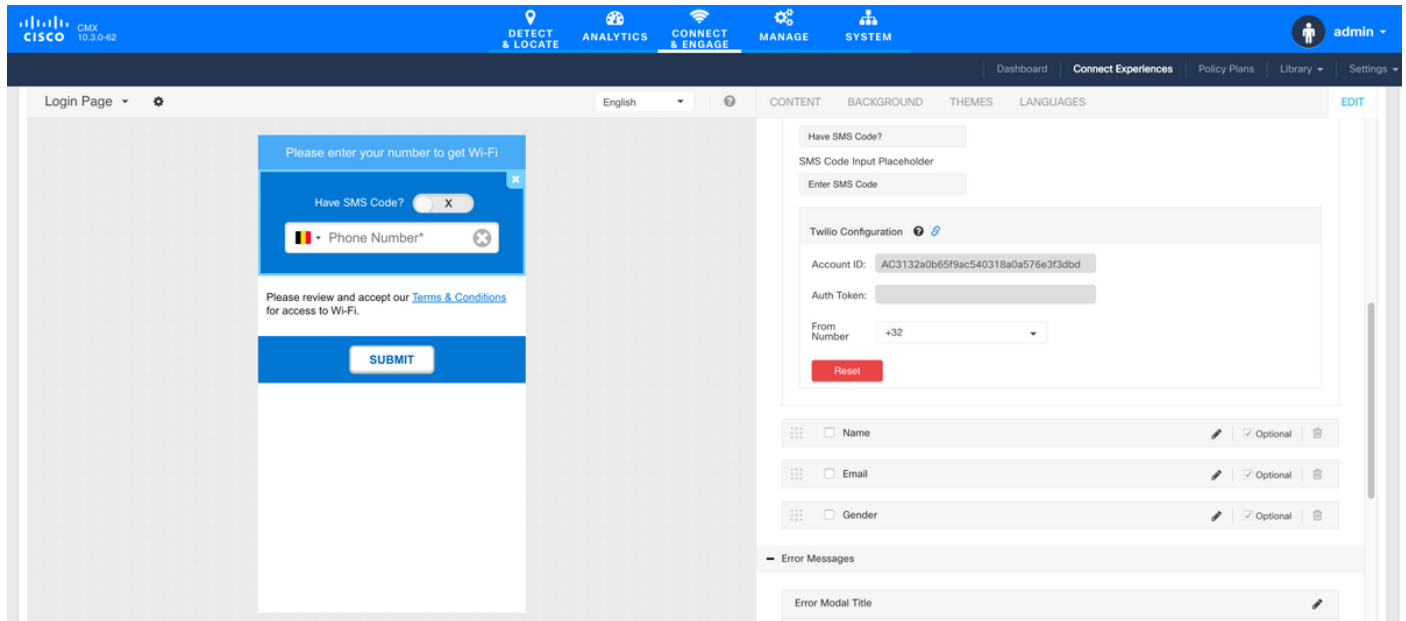 CISCO CMX
10.3.0-62
DETECT
& LOCATE
ANALYTICS
CONNECT
& ENGAGE
MANAGE
SYSTEM
admin
Dashboard
Connect Experiences
Policy Plans
Library
Settings
Login Page
English
CONTENT
BACKGROUND
THEMES
LANGUAGES
EDIT
Please enter your number to get Wi-Fi
Have SMS Code?
X
Phone Number*
Please review and accept our Terms & Conditions
for access to Wi-Fi.
SUBMIT
Have SMS Code?
SMS Code Input Placeholder
Enter SMS Code
Twilio Configuration
Account ID: AC3132a0b65f9ac540318a0a576e3f3dbd
Auth Token:
From
Number
+32
Reset
Name
Optional
Email
Optional
Gender
Optional
Error Messages
Error Modal Title